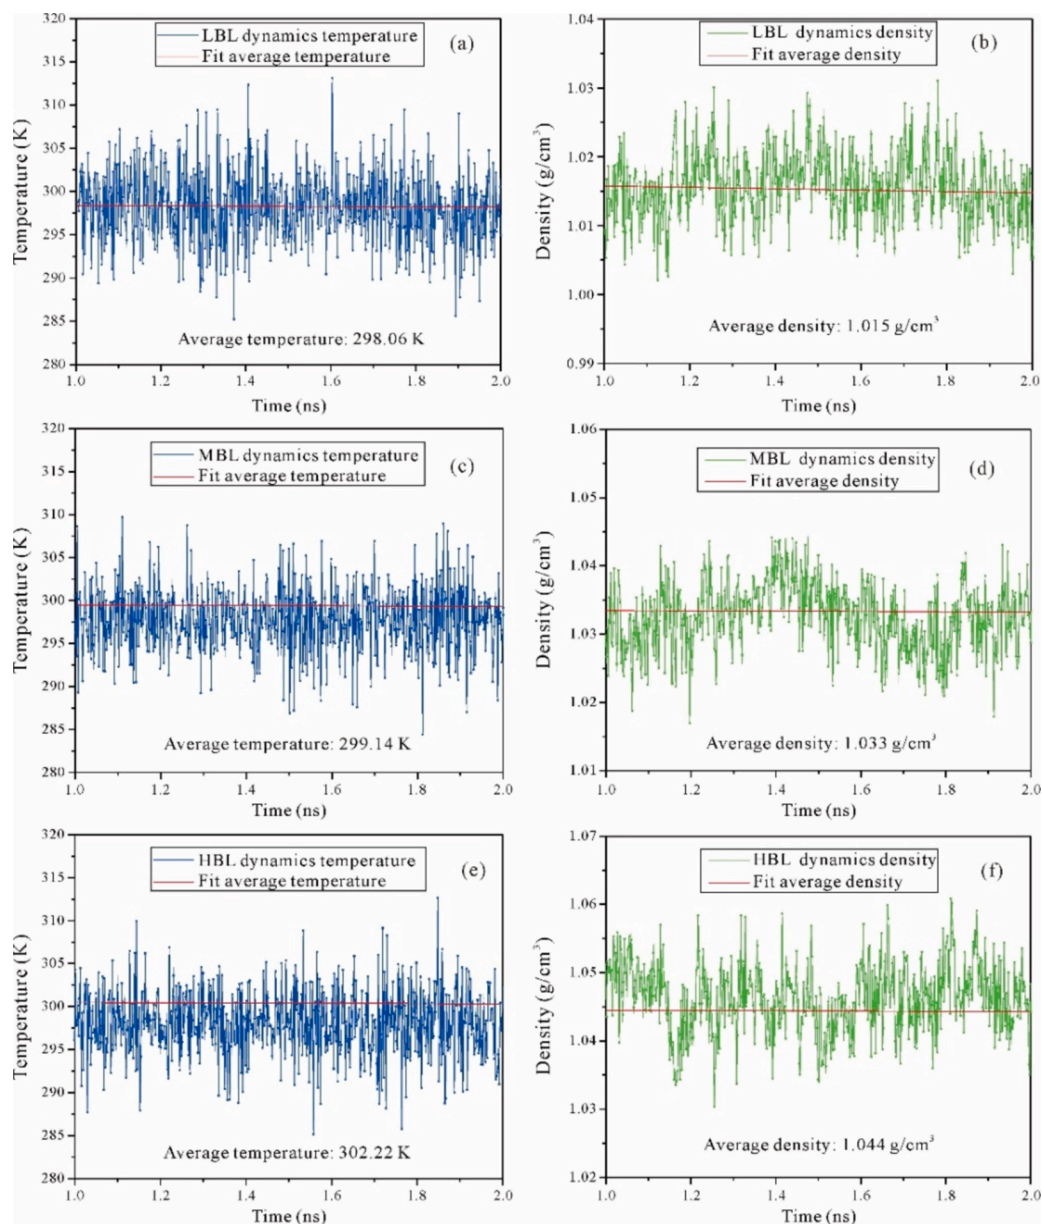 LBL dynamics temperature
Fit average temperature
(a)
320
315
310
305
300
295
290
285
280
Temperature (K)
Average temperature: 298.06 K
1.0 1.2 1.4 1.6 1.8 2.0
Time (ns)
LBL dynamics density
Fit average density
(b)
1.04
1.03
1.02
1.01
1.00
0.99
Density (g/cm³)
Average density: 1.015 g/cm³
1.0 1.2 1.4 1.6 1.8 2.0
Time (ns)
MBL dynamics temperature
Fit average temperature
(c)
320
315
310
305
300
295
290
285
280
Temperature (K)
Average temperature: 299.14 K
1.0 1.2 1.4 1.6 1.8 2.0
Time (ns)
MBL dynamics density
Fit average density
(d)
1.06
1.05
1.04
1.03
1.02
1.01
Density (g/cm³)
Average density: 1.033 g/cm³
1.0 1.2 1.4 1.6 1.8 2.0
Time (ns)
HBL dynamics temperature
Fit average temperature
(e)
320
315
310
305
300
295
290
285
280
Temperature (K)
Average temperature: 302.22 K
1.0 1.2 1.4 1.6 1.8 2.0
Time (ns)
HBL dynamics density
Fit average density
(f)
1.07
1.06
1.05
1.04
1.03
1.02
Density (g/cm³)
Average density: 1.044 g/cm³
1.0 1.2 1.4 1.6 1.8 2.0
Time (ns)